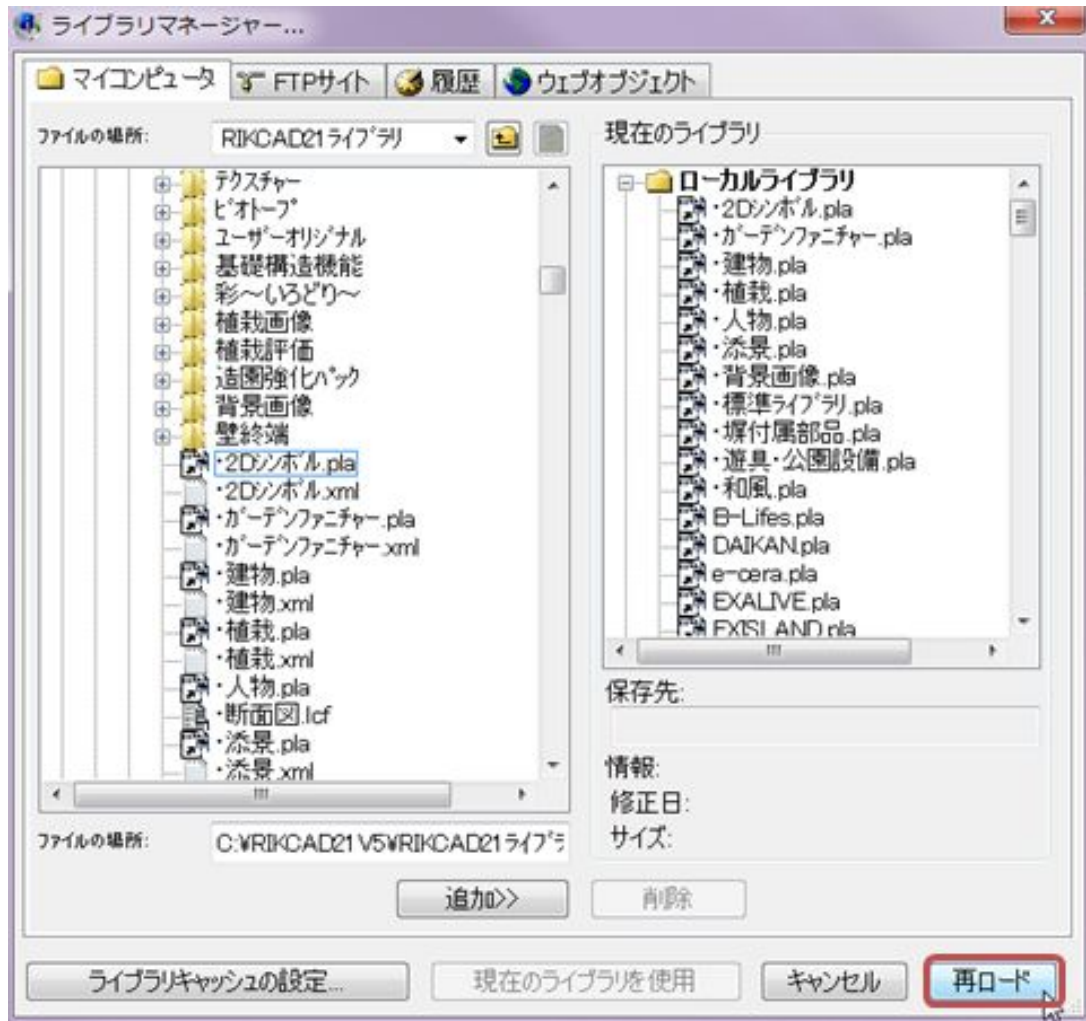 ライブラリマネージャー...
マイコンピュータ FTPサイト 履歴 ウェブオブジェクト
ファイルの場所: RIKCAD21ライブラリ
テクスチャー
ビオトープ
ユーザーオリジナル
基礎構造機能
彩～いろどり～
植栽画像
植栽評価
造園強化パック
背景画像
壁終端
・2Dシンボル.pla
・2Dシンボル.xml
・ガーデンファニチャー.pla
・ガーデンファニチャー.xml
・建物.pla
・建物.xml
・植栽.pla
・植栽.xml
・人物.pla
・断面図.lcf
・添景.pla
・添景.xml
ファイルの場所: C:¥RIKCAD21 V5¥RIKCAD21ライブラ
現在のライブラリ
ローカルライブラリ
・2Dシンボル.pla
・ガーデンファニチャー.pla
・建物.pla
・植栽.pla
・人物.pla
・添景.pla
・背景画像.pla
・標準ライブラリ.pla
・塀付属部品.pla
・遊具・公園設備.pla
・和風.pla
B-Lifes.pla
DAIKAN.pla
e-cera.pla
EXALIVE.pla
EXISLAND.pla
保存先:
情報:
修正日:
サイズ:
追加>> 削除
ライブラリキャッシュの設定... 現在のライブラリを使用 キャンセル 再ロード